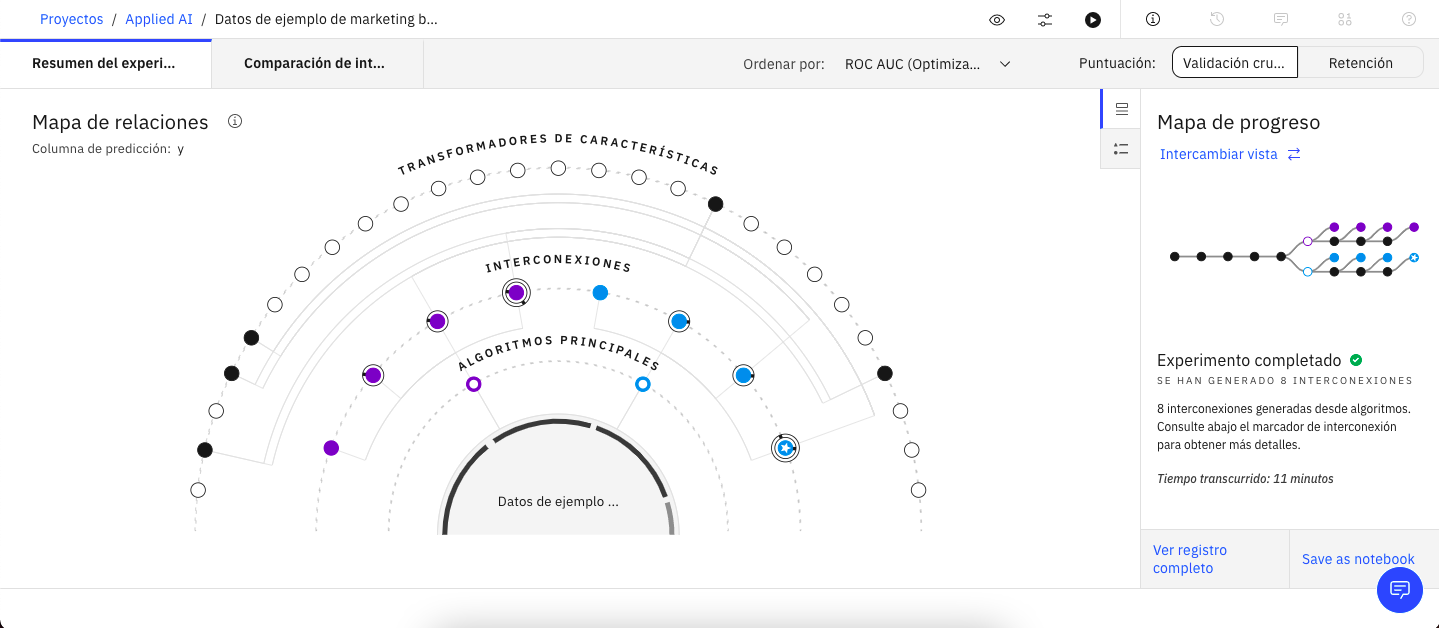 Proyectos / Applied AI / Datos de ejemplo de marketing b...
Resumen del experi...
Comparación de int...
Ordenar por: ROC AUC (Optimiza...
Puntuación: Validación cru... Retención
Mapa de relaciones
Columna de predicción: y
TRANSFORMADORES DE CARACTERÍSTICAS
INTERCONEXIONES
ALGORITMOS PRINCIPALES
Datos de ejemplo ...
Mapa de progreso
Intercambiar vista
Experimento completado
SE HAN GENERADO 8 INTERCONEXIONES
8 interconexiones generadas desde algoritmos.
Consulte abajo el marcador de interconexión
para obtener más detalles.
Tiempo transcurrido: 11 minutos
Ver registro
completo
Save as notebook